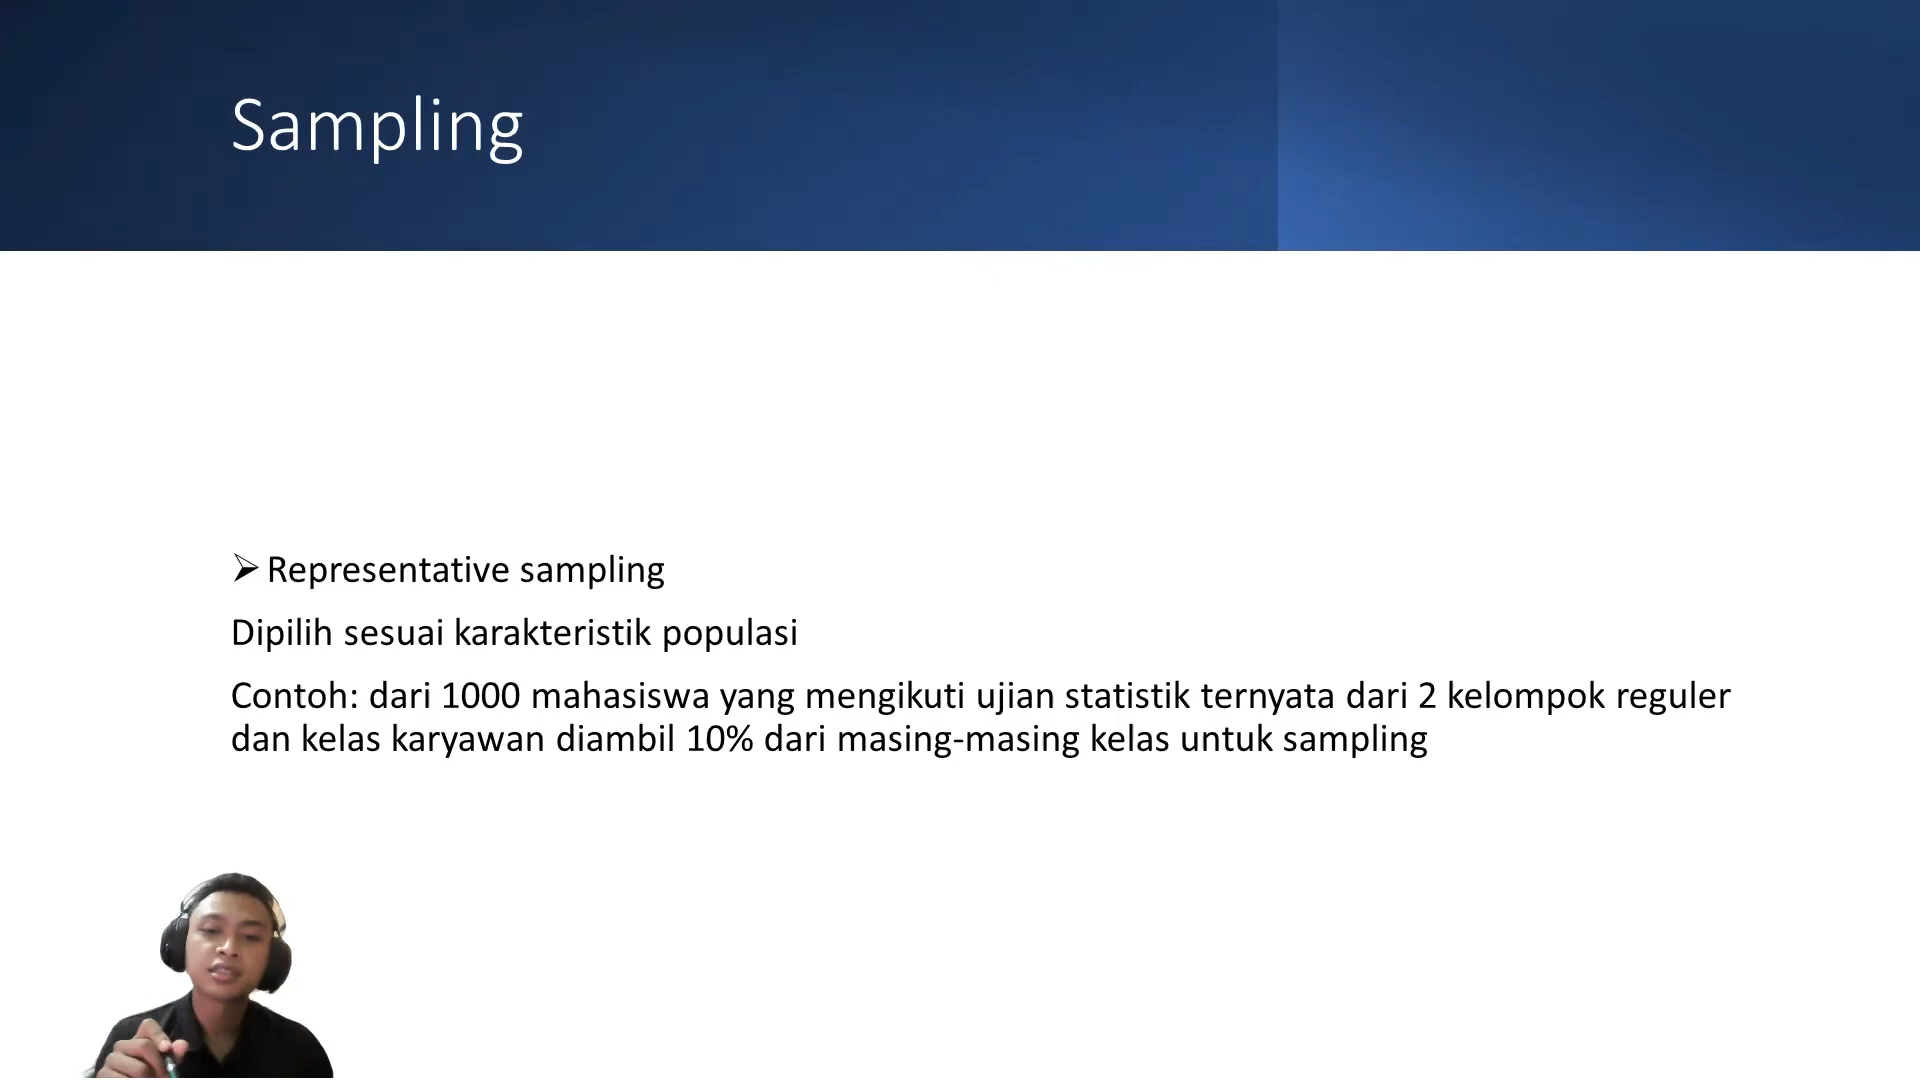 Sampling
➢ Representative sampling
Dipilih sesuai karakteristik populasi
Contoh: dari 1000 mahasiswa yang mengikuti ujian statistik ternyata dari 2 kelompok reguler
dan kelas karyawan diambil 10% dari masing-masing kelas untuk sampling